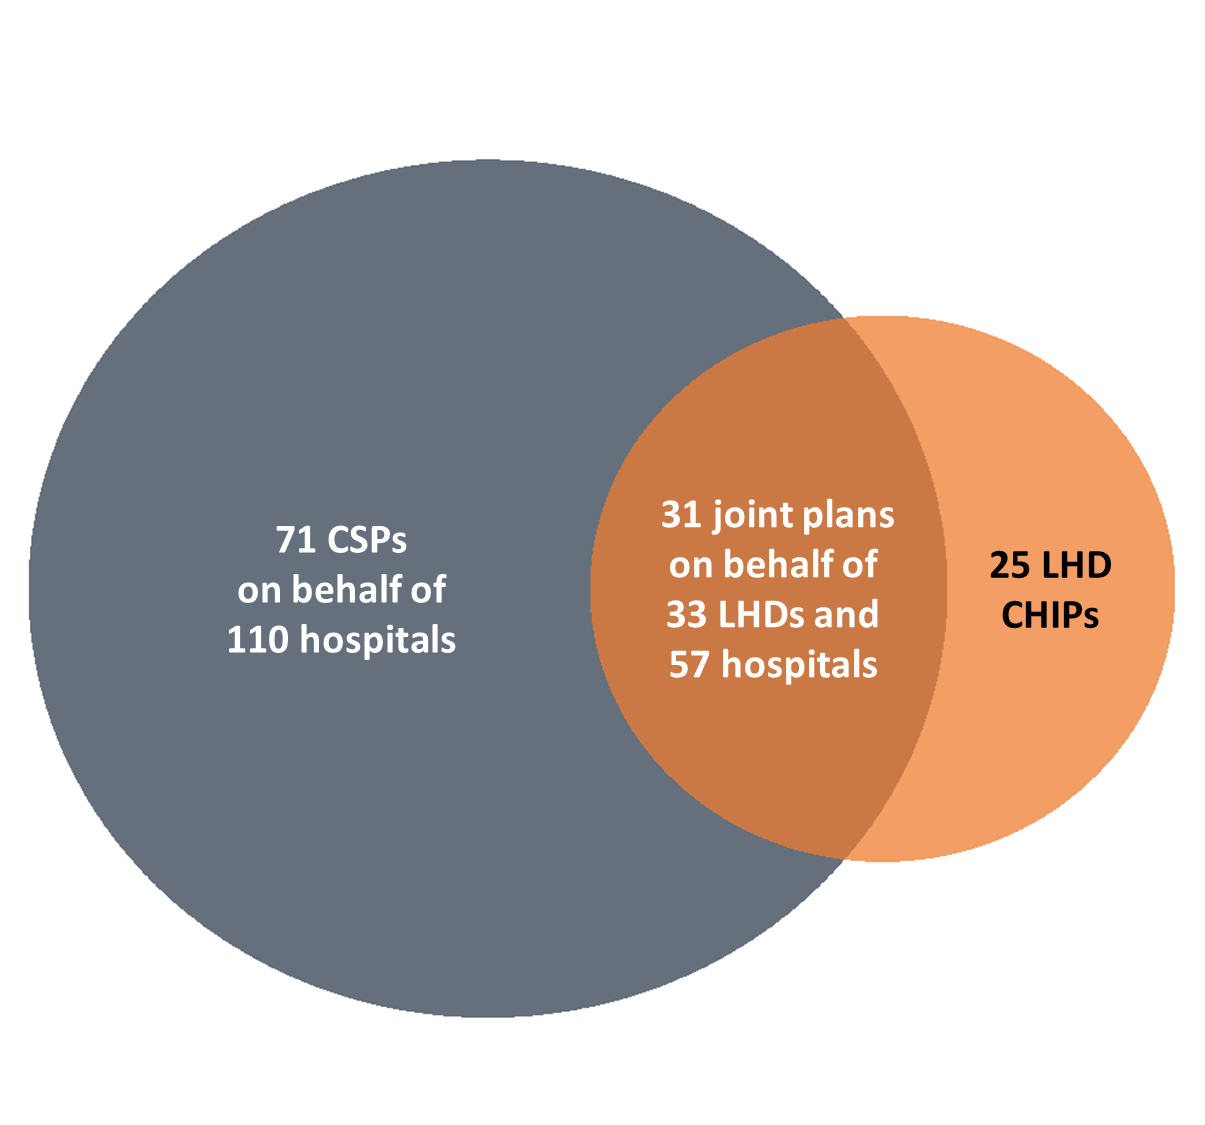 71 CSPs
on behalf of
110 hospitals
31 joint plans
on behalf of
33 LHDs and
57 hospitals
25 LHD
CHIPs